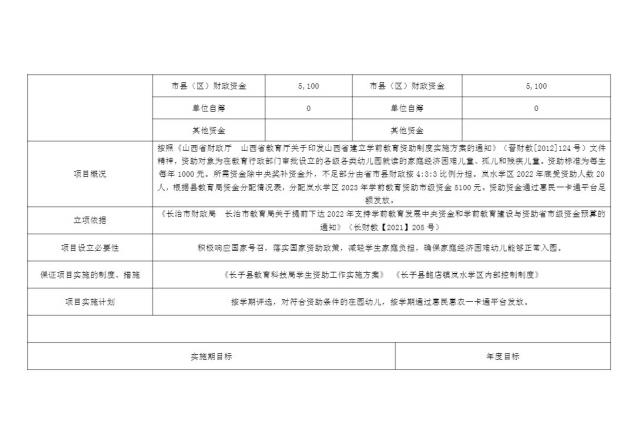 市县（区）财政资金 5,100 市县（区）财政资金 5,100
单位自筹 0 单位自筹 0
其他资金 其他资金
项目概况
按照《山西省财政厅 山西省教育厅关于印发山西省建立学前教育资助制度实施方案的通知》（晋财教[2012]124号）文件
精神，资助对象为在教育行政部门审批设立的各级各类幼儿园就读的家庭经济困难儿童、孤儿和残疾儿童。资助标准为每生
每年1000元。所需资金除中央奖补资金外，不足部分由省市县财政按4:3:3比例分担。岚水学区2022年底受资助人数20
人，根据县教育局资金分配情况表，分配岚水学区2023年学前教育资助市级资金5100元。资助资金通过惠民一卡通平台足
额发放。
立项依据
《长治市财政局 长治市教育局关于提前下达2022年支持学前教育发展中央资金和学前教育建设与资助省市级资金预算的
通知》（长财教【2021】205号）
项目设立必要性 积极响应国家号召，落实国家资助政策，减轻学生家庭负担，确保家庭经济困难幼儿能够正常入园。
保证项目实施的制度、措施 《长子县教育科技局学生资助工作实施方案》 《长子县鲍店镇岚水学区内部控制制度》
项目实施计划 按学期评选，对符合资助条件的在园幼儿，按学期通过惠民惠农一卡通平台发放。
实施期目标 年度目标